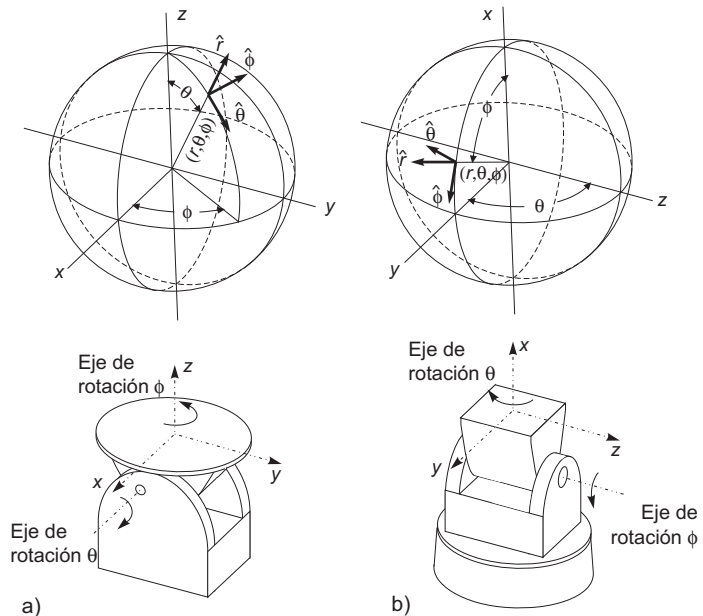 z
r̂
ϕ̂
θ
θ̂
(r,θ,ϕ)
ϕ
y
x
x
ϕ
θ̂
r̂
(r,θ,ϕ)
ϕ̂
θ
z
y
Eje de
rotación ϕ
z
y
x
Eje de
rotación θ
a)
x
Eje de
rotación θ
z
y
Eje de
rotación ϕ
b)